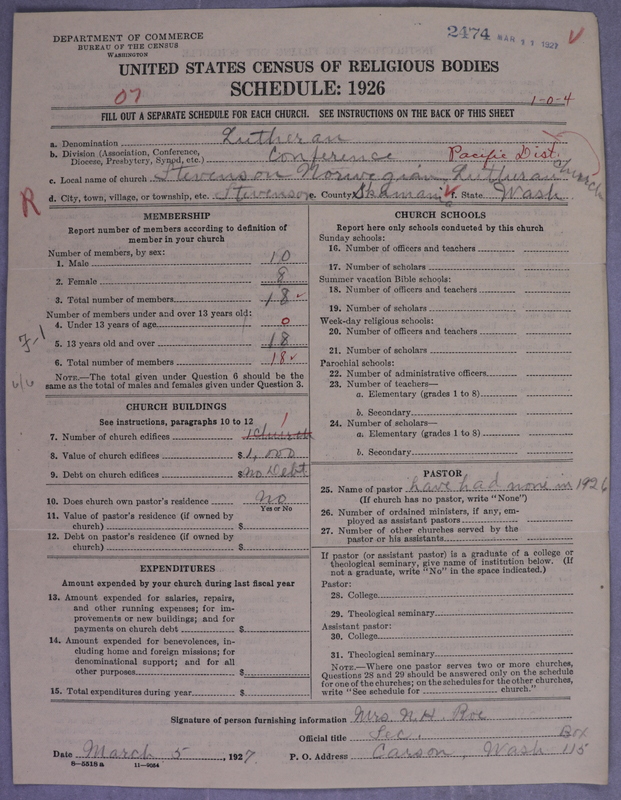 DEPARTMENT OF COMMERCE
BUREAU OF THE CENSUS
WASHINGTON
2474 MAR 11 1927 V
UNITED STATES CENSUS OF RELIGIOUS BODIES
SCHEDULE: 1926
07
1-0-4
FILL OUT A SEPARATE SCHEDULE FOR EACH CHURCH. SEE INSTRUCTIONS ON THE BACK OF THIS SHEET
a. Denomination Lutheran
b. Division (Association, Conference, Diocese, Presbytery, Synod, etc.) Conference Pacific Dist.
c. Local name of church Stevenson Norwegian Lutheran Church
d. City, town, village, or township, etc. Stevenson e. County Skamania f. State Wash
R
MEMBERSHIP
Report number of members according to definition of
member in your church
Number of members, by sex:
1. Male 10
2. Female 8
3. Total number of members 18
Number of members under and over 13 years old:
4. Under 13 years of age 0
5. 13 years old and over 18
6. Total number of members 18
F-1
6/6
NOTE.—The total given under Question 6 should be the
same as the total of males and females given under Question 3.
CHURCH BUILDINGS
See instructions, paragraphs 10 to 12
7. Number of church edifices 1 Church 1
8. Value of church edifices $1,000
9. Debt on church edifices $ No Debt
10. Does church own pastor's residence No
Yes or No
11. Value of pastor's residence (if owned by
church) $
12. Debt on pastor's residence (if owned by
church) $
EXPENDITURES
Amount expended by your church during last fiscal year
13. Amount expended for salaries, repairs,
and other running expenses; for im-
provements or new buildings; and for
payments on church debt $
14. Amount expended for benevolences, in-
cluding home and foreign missions; for
denominational support; and for all
other purposes $
15. Total expenditures during year $
CHURCH SCHOOLS
Report here only schools conducted by this church
Sunday schools:
16. Number of officers and teachers
17. Number of scholars
Summer vacation Bible schools:
18. Number of officers and teachers
19. Number of scholars
Week-day religious schools:
20. Number of officers and teachers
21. Number of scholars
Parochial schools:
22. Number of administrative officers
23. Number of teachers—
a. Elementary (grades 1 to 8)
b. Secondary
24. Number of scholars—
a. Elementary (grades 1 to 8)
b. Secondary
PASTOR
25. Name of pastor have had none in 1926
(If church has no pastor, write "None")
26. Number of ordained ministers, if any, em-
ployed as assistant pastors
27. Number of other churches served by the
pastor or his assistants
If pastor (or assistant pastor) is a graduate of a college or
theological seminary, give name of institution below. (If
not a graduate, write "No" in the space indicated.)
Pastor:
28. College
29. Theological seminary
Assistant pastor:
30. College
31. Theological seminary
NOTE.—Where one pastor serves two or more churches,
Questions 28 and 29 should be answered only on the schedule
for one of the churches; on the schedules for the other churches,
write "See schedule for church."
Signature of person furnishing information Mrs. N. H. Roe
Official title Sec.
Date March 5, 1927 P. O. Address Carson, Wash Box 115
8-5518 a 11-9054